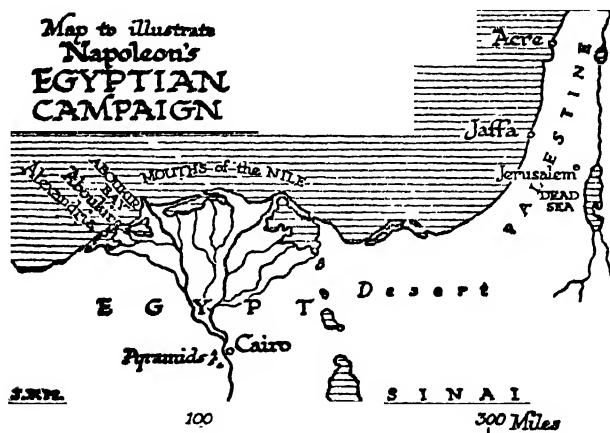 Map to illustrate
Napoleon's
EGYPTIAN
CAMPAIGN
Acre
Jaffa
PALESTINE
Jerusalem
DEAD
SEA
MOUTHS-of-the NILE
ABOUKIR
BAY
Aboukir
Alexandria
EGYPT
Desert
Pyramids
Cairo
SINAI
100
300 Miles